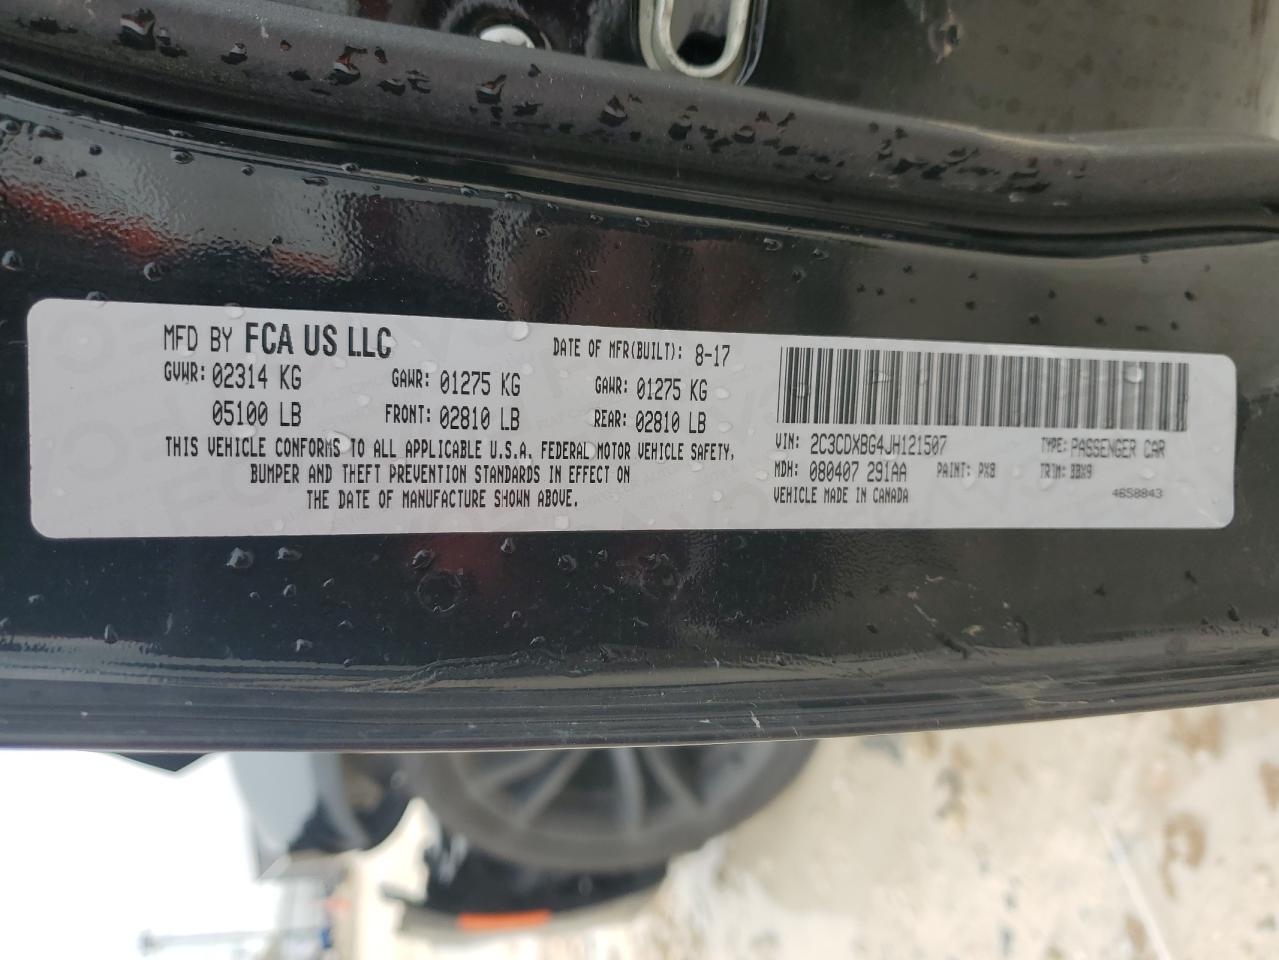 MFD BY FCA US LLC DATE OF MFR(BUILT): 8-17
GVWR: 02314 KG GAWR: 01275 KG GAWR: 01275 KG
05100 LB FRONT: 02810 LB REAR: 02810 LB
THIS VEHICLE CONFORMS TO ALL APPLICABLE U.S.A. FEDERAL MOTOR VEHICLE SAFETY,
BUMPER AND THEFT PREVENTION STANDARDS IN EFFECT ON
THE DATE OF MANUFACTURE SHOWN ABOVE.
VIN: 2C3CDXBG4JH121507 TYPE: PASSENGER CAR
MDH: 080407 291AA PAINT: PX8 TRIM: BBX9
VEHICLE MADE IN CANADA 4658843